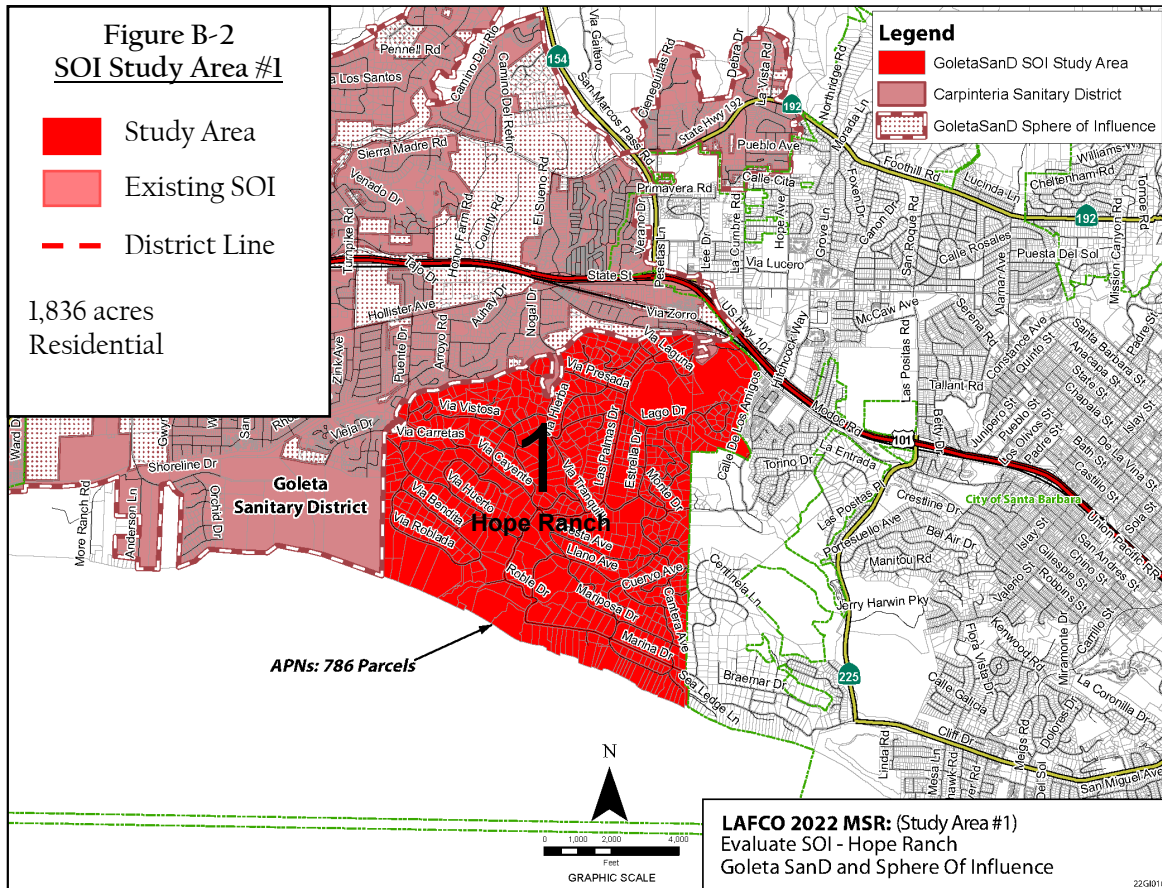 Figure B-2
SOI Study Area #1
Study Area
Existing SOI
District Line
1,836 acres
Residential
Legend
GoletaSanD SOI Study Area
Carpinteria Sanitary District
GoletaSanD Sphere of Influence
Pennell Rd
Camino Del Rio
Camino Del Retiro
Via Gaitero
154
San Marcos Pass Rd
Cieneguitas Rd
Debra Dr
La Vista Rd
192
State Hwy 192
Northridge Rd
Morada Ln
a Los Santos
Sierra Madre Rd
Pueblo Ave
Foothill Rd
Lucinda Ln
Cheltenham Rd
Tornoe Rd
Calle Cita
Venado Dr
El Sueno Rd
Primavera Rd
Foxen Dr
192
Turnpike Rd
Honor Farm Rd
County Rd
Verano Dr
Pesetas Ln
La Cumbre Rd
Hope Ave
Grove Ln
Canon Dr
San Roque Rd
Calle Rosales
Puesta Del Sol
Mission Canyon Rd
Lee Dr
Via Lucero
Alamar Ave
Tajo Dr
State St
US Hwy 101
Hollister Ave
Auhay Dr
Nogal Dr
Via Zorro
McCaw Ave
Serena Rd
Constance Ave
Quinto St
Santa Barbara St
Anacapa St
State St
Chapala St
Padre St
Zink Ave
Puente Dr
Arroyo Rd
Via Laguna
Hitchcock Way
Las Positas Rd
Tallant Rd
Islay St
De La Vina St
Via Presada
Via Hierba
Junipero St
Pueblo St
Los Olivos St
Padre St
Bath St
Castillo St
Via Vistosa
Lago Dr
Calle De Los Amigos
Modoc Rd
101
Ward Dr
Viela Dr
Via Carretas
1
Las Palmas Dr
Estrella Dr
La Entrada
Torino Dr
Shoreline Dr
Via Cayente
Monte Dr
Goleta
Sanitary District
Via Huerto
Via Tranquila
City of Santa Barbara
Crestline Dr
Sola St
Orchid Dr
Via Bendita
Hope Ranch
Portesuello Ave
Bel Air Dr
Islay St
Union Pacific RR
More Ranch Rd
Anderson Ln
Via Roblada
Llano Ave
Manitou Rd
Gillespie St
San Andres St
Chino St
Valerio St
Robbins St
Roble Dr
Cuervo Ave
Centinela Ln
Mariposa Dr
Cantera Ave
Jerry Harwin Pky
Carrillo St
Marina Dr
Kenwood Rd
Miramonte Dr
Flora Vista Dr
APNs: 786 Parcels
Braemar Dr
225
Calle Galicia
La Coronilla Dr
Sea Ledge Ln
Dolores Dr
Meigs Rd
Cliff Dr
Linda Rd
Mesa Ln
Del Sol
San Miguel Ave
N
0 1,000 2,000 4,000
Feet
GRAPHIC SCALE
LAFCO 2022 MSR: (Study Area #1)
Evaluate SOI - Hope Ranch
Goleta SanD and Sphere Of Influence